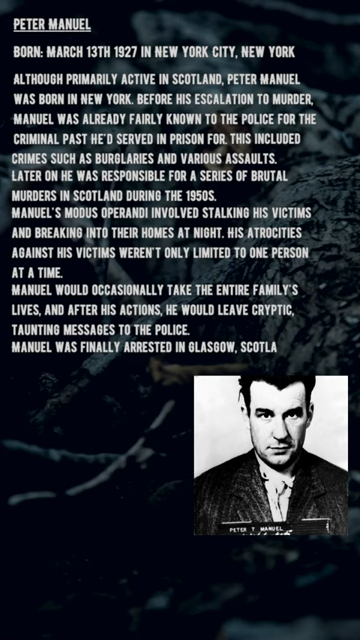 PETER MANUEL
BORN: MARCH 13TH 1927 IN NEW YORK CITY, NEW YORK
ALTHOUGH PRIMARILY ACTIVE IN SCOTLAND, PETER MANUEL
WAS BORN IN NEW YORK. BEFORE HIS ESCALATION TO MURDER,
MANUEL WAS ALREADY FAIRLY KNOWN TO THE POLICE FOR THE
CRIMINAL PAST HE'D SERVED IN PRISON FOR. THIS INCLUDED
CRIMES SUCH AS BURGLARIES AND VARIOUS ASSAULTS.
LATER ON HE WAS RESPONSIBLE FOR A SERIES OF BRUTAL
MURDERS IN SCOTLAND DURING THE 1950S.
MANUEL'S MODUS OPERANDI INVOLVED STALKING HIS VICTIMS
AND BREAKING INTO THEIR HOMES AT NIGHT. HIS ATROCITIES
AGAINST HIS VICTIMS WEREN'T ONLY LIMITED TO ONE PERSON
AT A TIME.
MANUEL WOULD OCCASIONALLY TAKE THE ENTIRE FAMILY'S
LIVES, AND AFTER HIS ACTIONS, HE WOULD LEAVE CRYPTIC,
TAUNTING MESSAGES TO THE POLICE.
MANUEL WAS FINALLY ARRESTED IN GLASGOW, SCOTLA
PETER T MANUEL